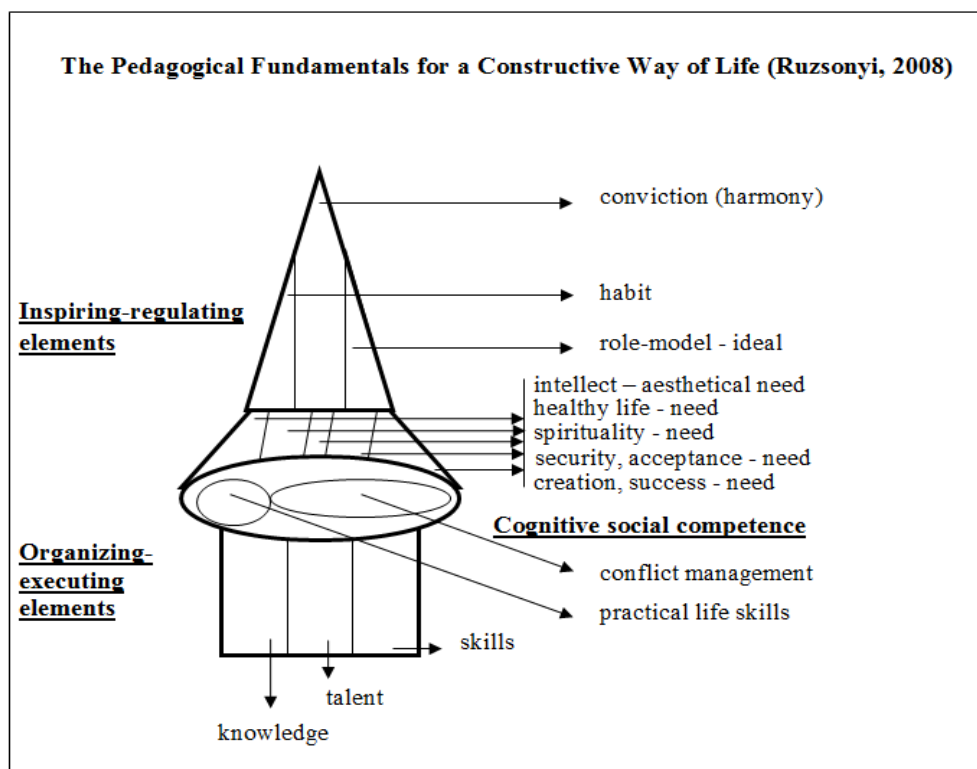 The Pedagogical Fundamentals for a Constructive Way of Life (Ruzsonyi, 2008)
conviction (harmony)
habit
Inspiring-regulating
elements
role-model - ideal
intellect – aesthetical need
healthy life - need
spirituality - need
security, acceptance - need
creation, success - need
Cognitive social competence
Organizing-
executing
elements
conflict management
practical life skills
skills
talent
knowledge